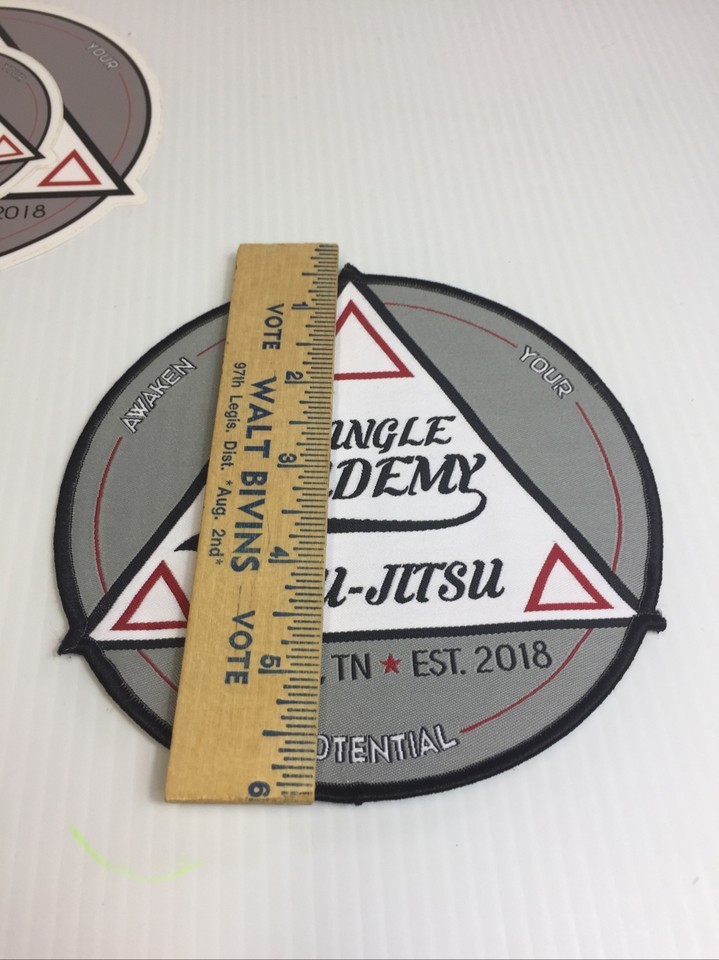 YOUR
2018
1
2
3
4
5
6
VOTE WALT BIVINS VOTE
97th Legis. Dist. *Aug. 2nd*
AWAKEN
YOUR
ANGLE
DEMY
U-JITSU
, TN ★ EST. 2018
OTENTIAL